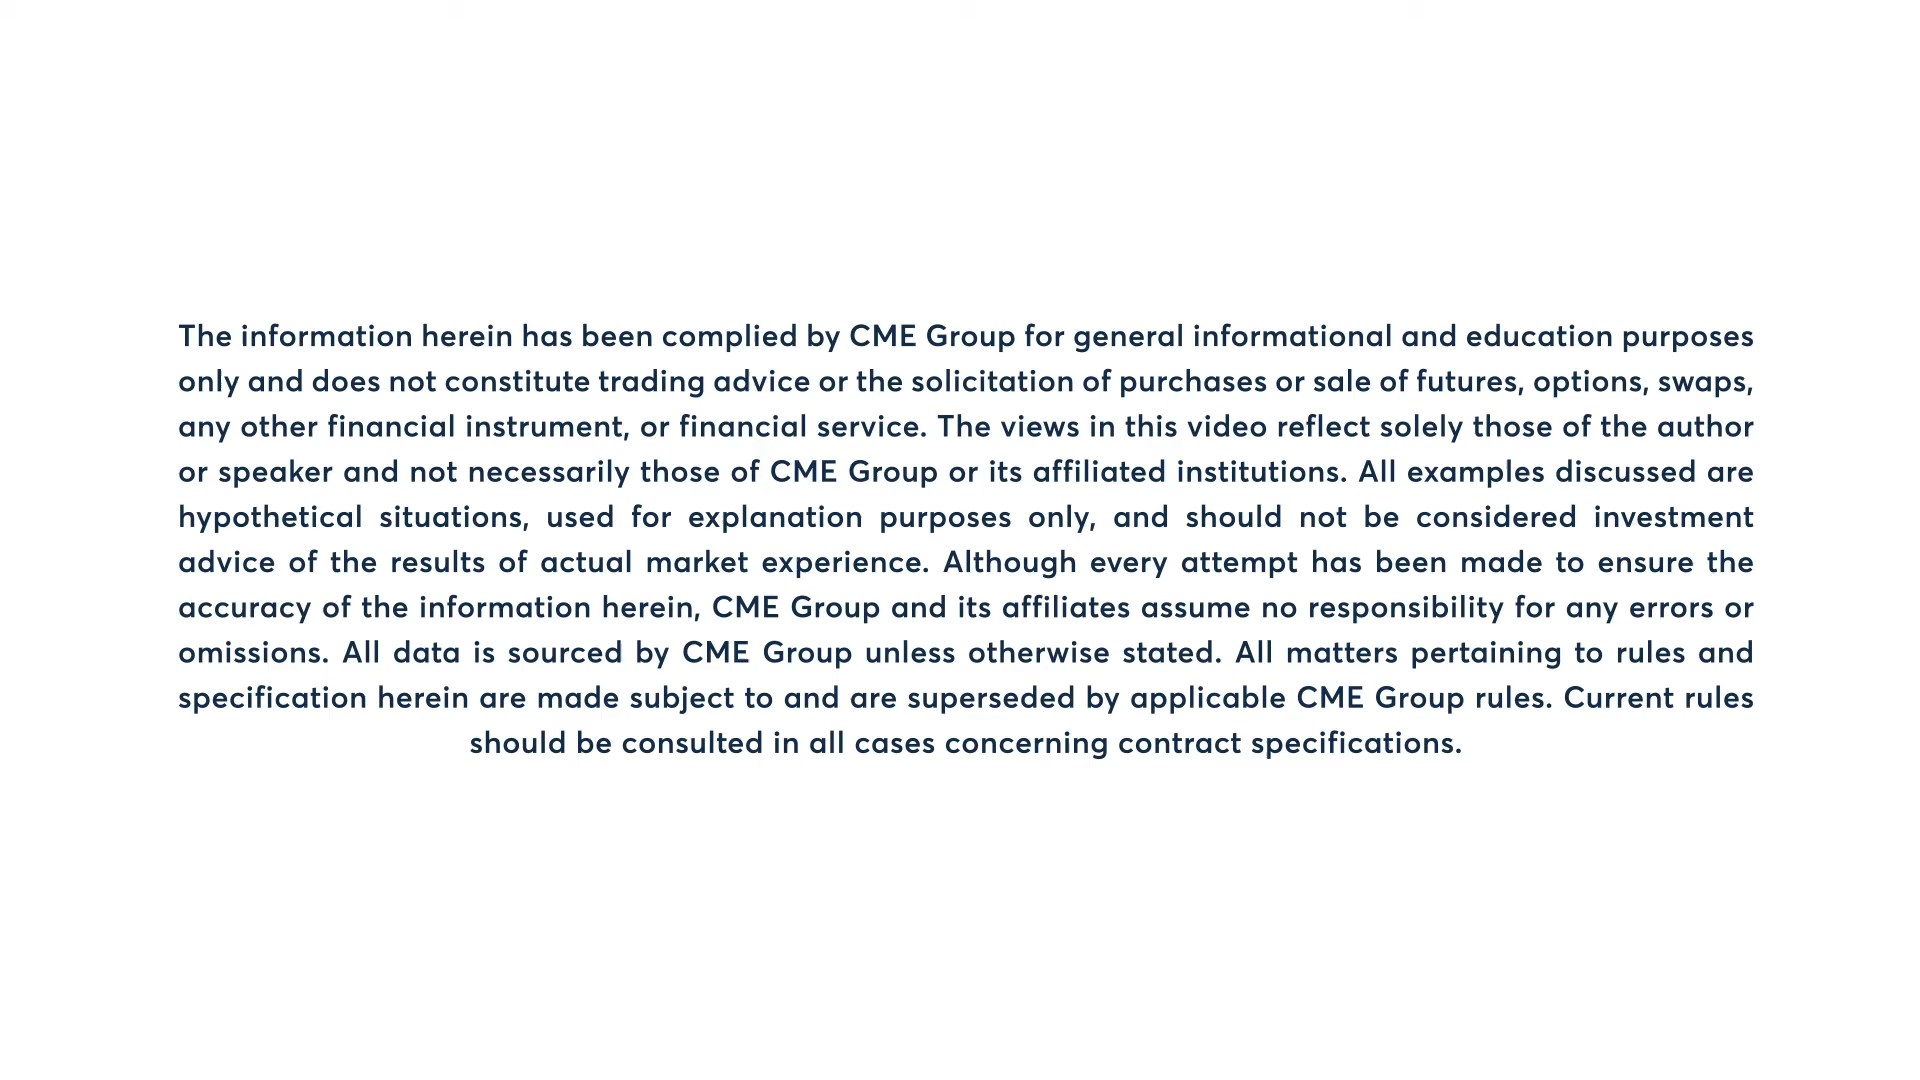 The information herein has been complied by CME Group for general informational and education purposes
only and does not constitute trading advice or the solicitation of purchases or sale of futures, options, swaps,
any other financial instrument, or financial service. The views in this video reflect solely those of the author
or speaker and not necessarily those of CME Group or its affiliated institutions. All examples discussed are
hypothetical situations, used for explanation purposes only, and should not be considered investment
advice of the results of actual market experience. Although every attempt has been made to ensure the
accuracy of the information herein, CME Group and its affiliates assume no responsibility for any errors or
omissions. All data is sourced by CME Group unless otherwise stated. All matters pertaining to rules and
specification herein are made subject to and are superseded by applicable CME Group rules. Current rules
should be consulted in all cases concerning contract specifications.